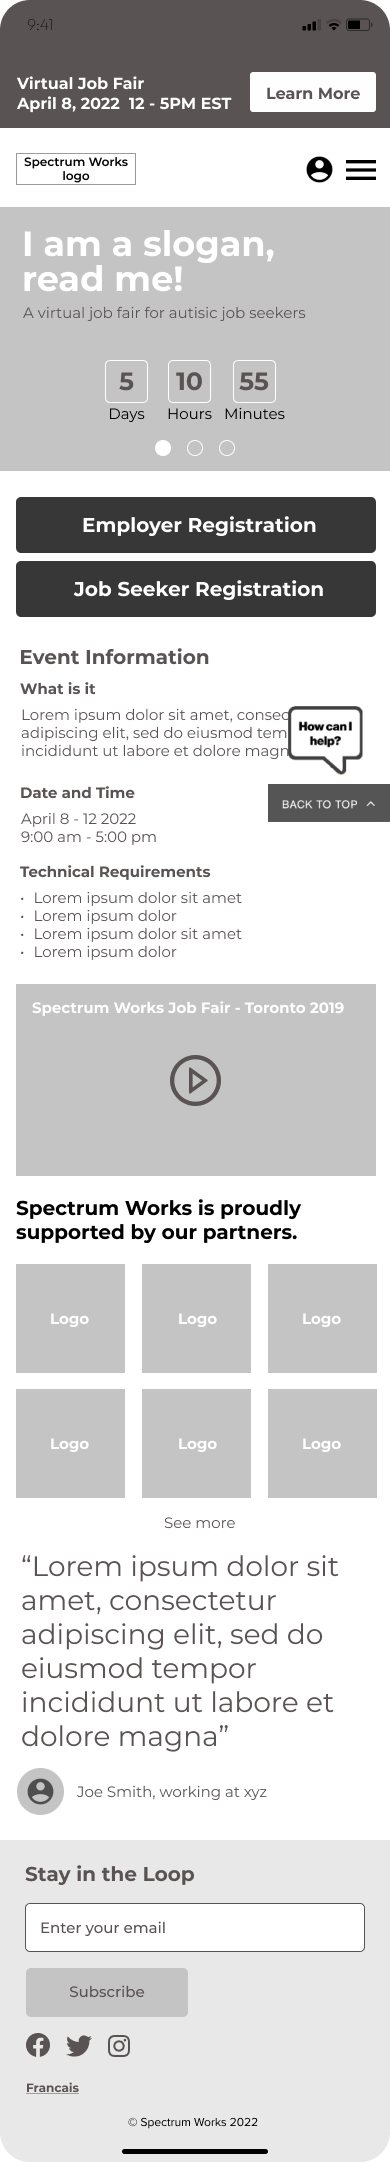 9:41
Virtual Job Fair
April 8, 2022 12 - 5PM EST
Learn More
Spectrum Works
logo
I am a slogan,
read me!
A virtual job fair for autisic job seekers
5 10 55
Days Hours Minutes
Employer Registration
Job Seeker Registration
Event Information
What is it
Lorem ipsum dolor sit amet, consec
adipiscing elit, sed do eiusmod tem
incididunt ut labore et dolore magn
How can I
help?
BACK TO TOP
Date and Time
April 8 - 12 2022
9:00 am - 5:00 pm
Technical Requirements
• Lorem ipsum dolor sit amet
• Lorem ipsum dolor
• Lorem ipsum dolor sit amet
• Lorem ipsum dolor
Spectrum Works Job Fair - Toronto 2019
Spectrum Works is proudly
supported by our partners.
Logo Logo Logo
Logo Logo Logo
See more
“Lorem ipsum dolor sit
amet, consectetur
adipiscing elit, sed do
eiusmod tempor
incididunt ut labore et
dolore magna”
Joe Smith, working at xyz
Stay in the Loop
Enter your email
Subscribe
Francais
© Spectrum Works 2022